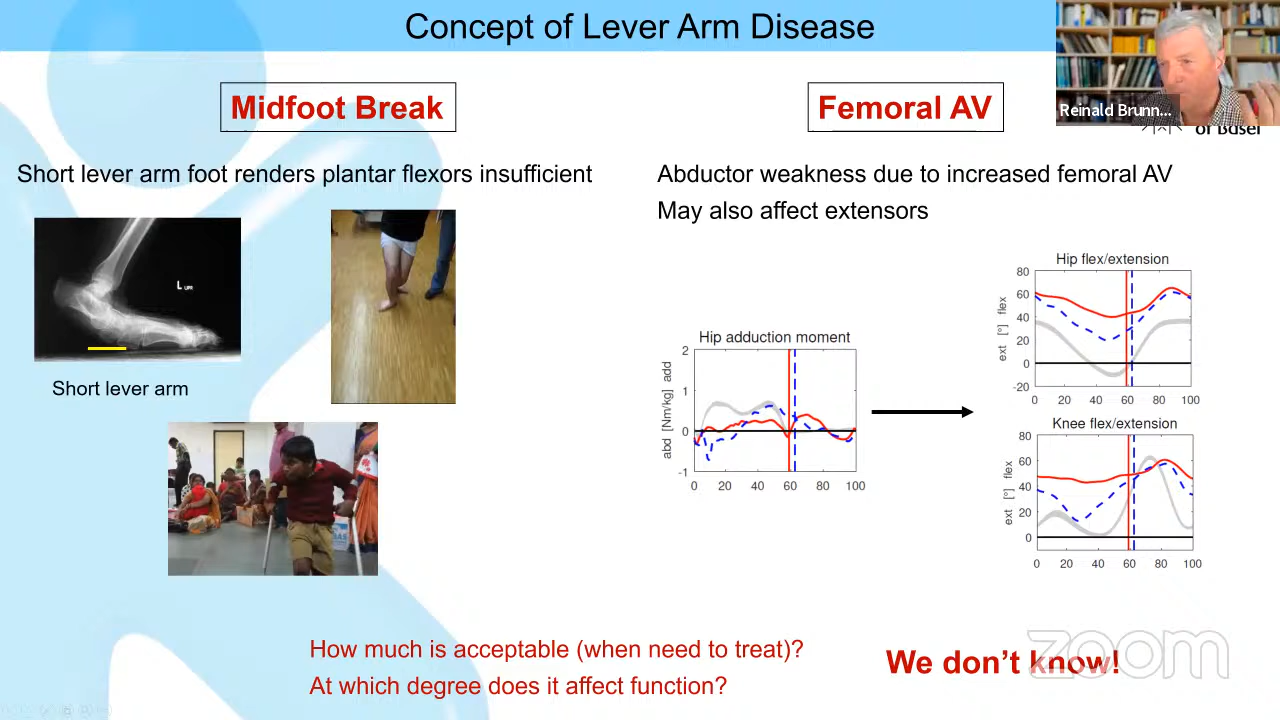 Concept of Lever Arm Disease
Reinald Brunn...
of Basel
Midfoot Break
Femoral AV
Short lever arm foot renders plantar flexors insufficient
Abductor weakness due to increased femoral AV
May also affect extensors
L
Short lever arm
Hip adduction moment
abd [Nm/kg] add
2
1
0
-1
0 20 40 60 80 100
Hip flex/extension
ext [°] flex
80
60
40
20
0
-20
0 20 40 60 80 100
Knee flex/extension
ext [°] flex
80
60
40
20
0
0 20 40 60 80 100
How much is acceptable (when need to treat)?
At which degree does it affect function?
We don't know!
zoom